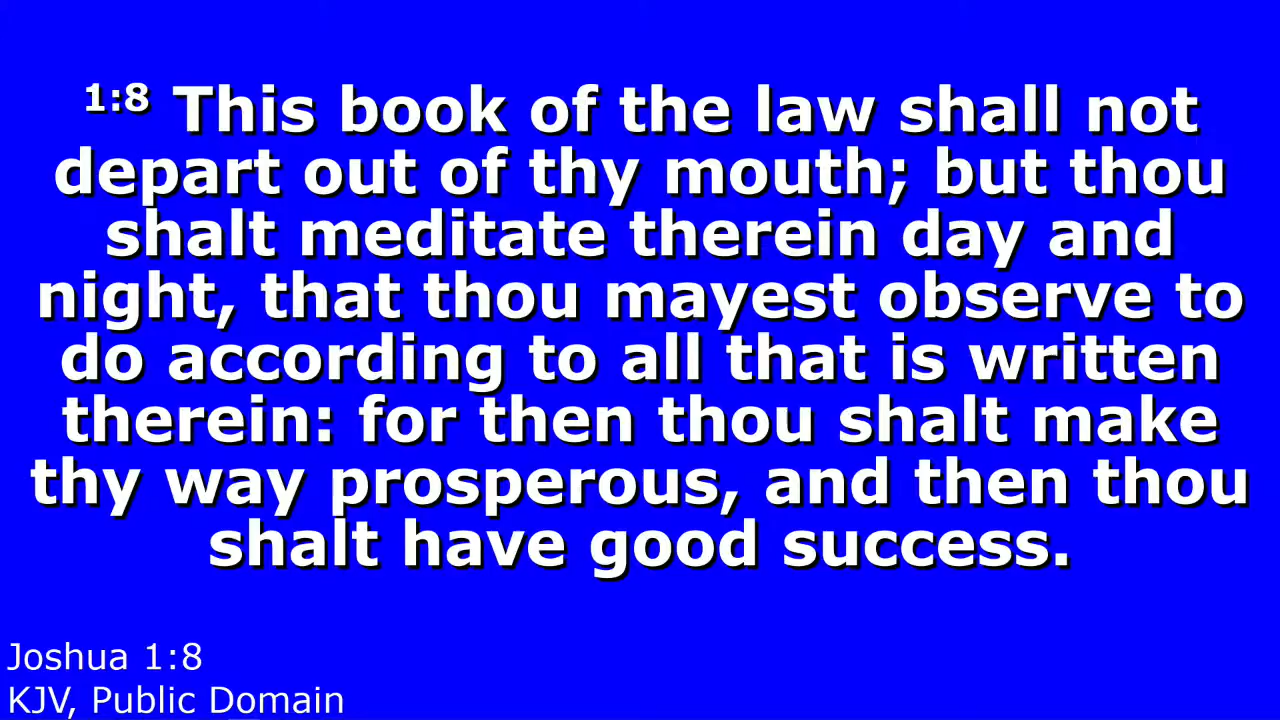 1:8 This book of the law shall not
depart out of thy mouth; but thou
shalt meditate therein day and
night, that thou mayest observe to
do according to all that is written
therein: for then thou shalt make
thy way prosperous, and then thou
shalt have good success.
Joshua 1:8
KJV, Public Domain